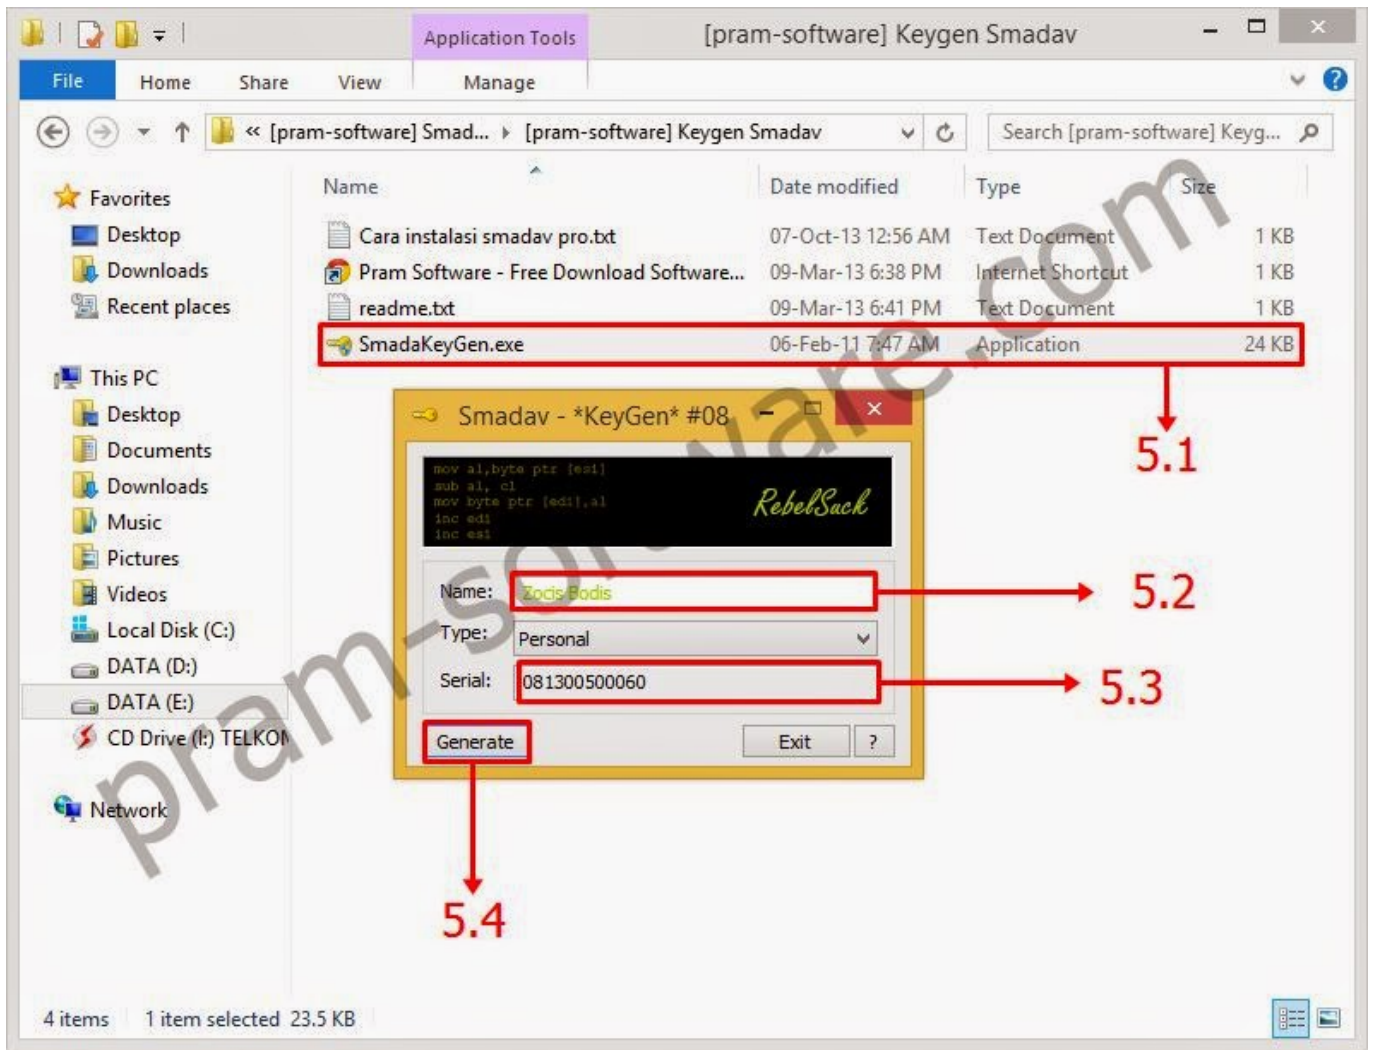 Application Tools
[pram-software] Keygen Smadav
File
Home
Share
View
Manage
« [pram-software] Smad...
[pram-software] Keygen Smadav
Search [pram-software] Keyg...
Name
Date modified
Type
Size
Favorites
Desktop
Downloads
Recent places
This PC
Desktop
Documents
Downloads
Music
Pictures
Videos
Local Disk (C:)
DATA (D:)
DATA (E:)
CD Drive (I:) TELKOM
Network
Cara instalasi smadav pro.txt 07-Oct-13 12:56 AM Text Document 1 KB
Pram Software - Free Download Software... 09-Mar-13 6:38 PM Internet Shortcut 1 KB
readme.txt 09-Mar-13 6:41 PM Text Document 1 KB
SmadaKeyGen.exe 06-Feb-11 7:47 AM Application 24 KB
5.1
Smadav - *KeyGen* #08
mov al,byte ptr [esi]
sub al, cl
mov byte ptr [edi],al
inc edi
inc esi
RebelSuck
Name: Zocis Bodis
5.2
Type: Personal
Serial: 081300500060
5.3
Generate
Exit
?
5.4
pram-software.com
4 items
1 item selected 23.5 KB